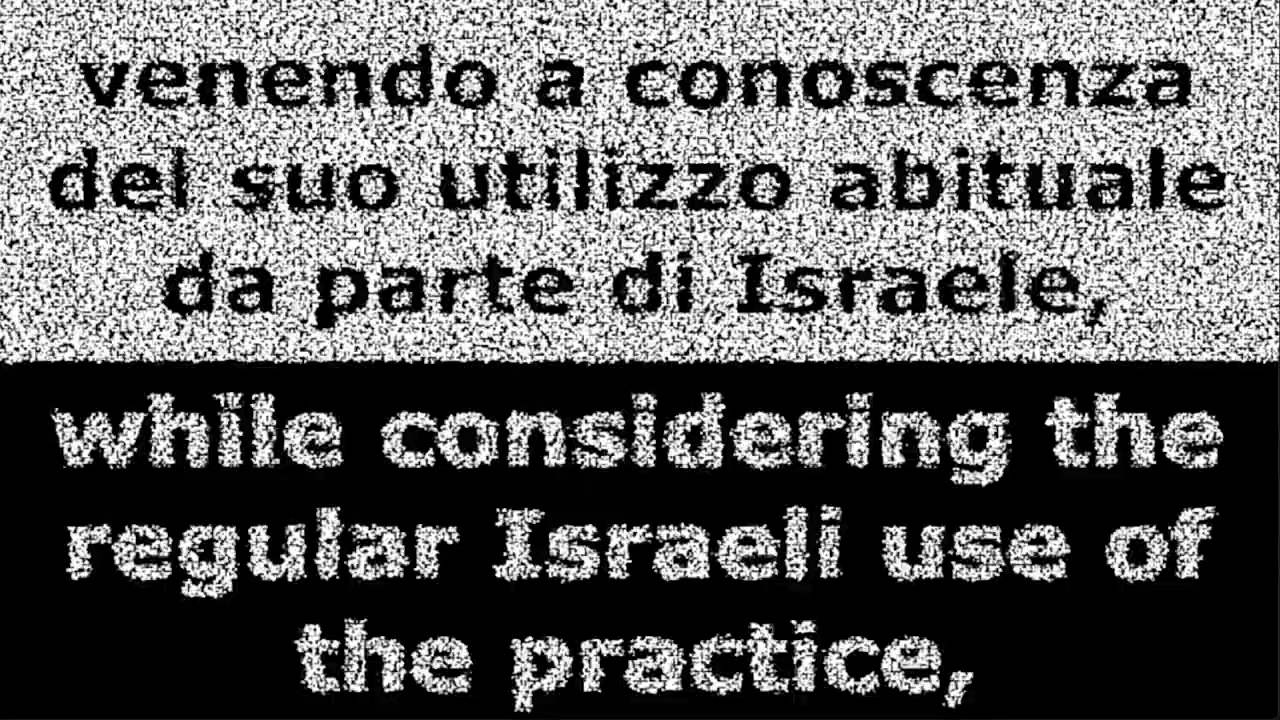 venendo a conoscenza
del suo utilizzo abituale
da parte di Israele,
while considering the
regular Israeli use of
the practice,